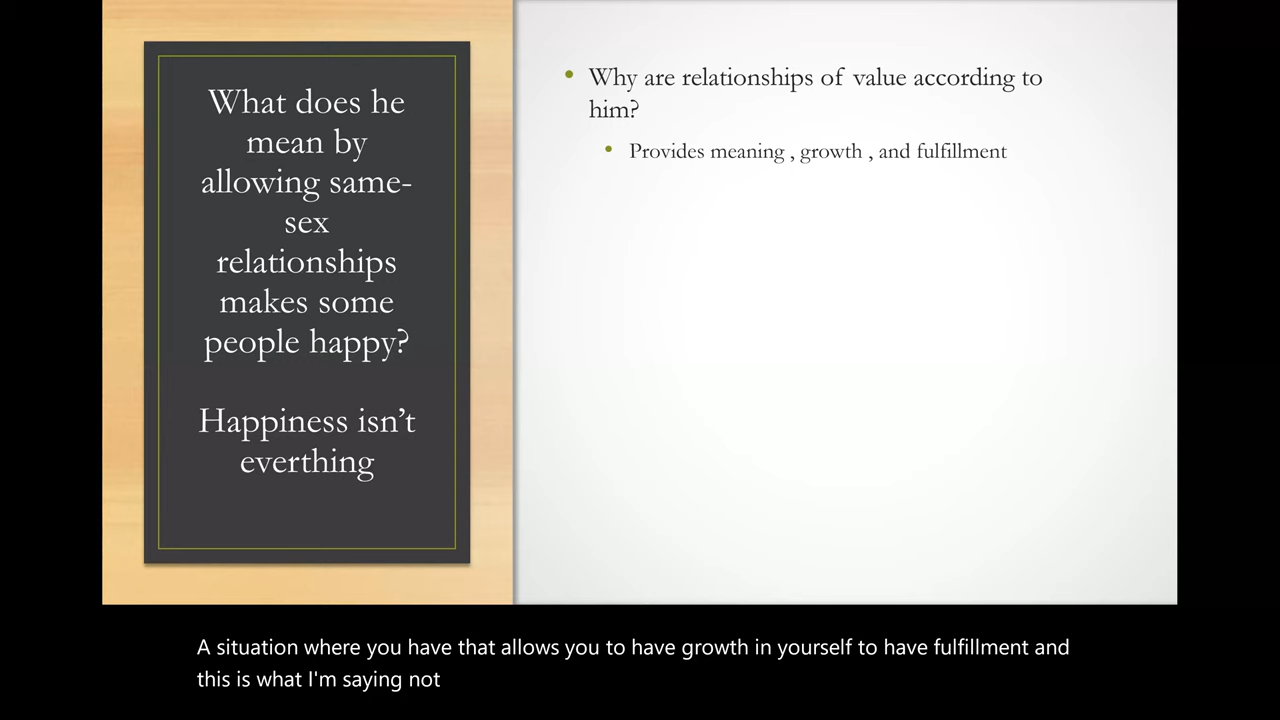 What does he
mean by
allowing same-
sex
relationships
makes some
people happy?
Happiness isn't
everthing
• Why are relationships of value according to
him?
• Provides meaning , growth , and fulfillment
A situation where you have that allows you to have growth in yourself to have fulfillment and
this is what I'm saying not